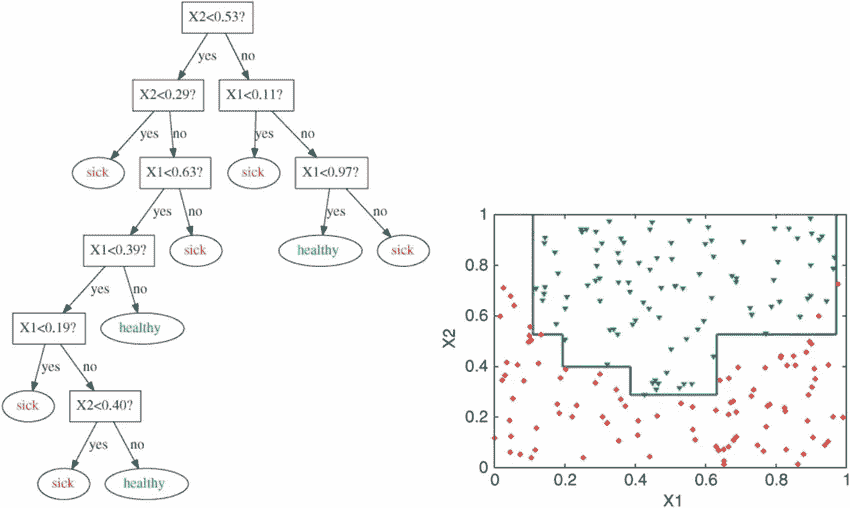 X2<0.53?
yes no
X2<0.29? X1<0.11?
yes no yes no
sick X1<0.63? sick X1<0.97?
yes no yes no
X1<0.39? sick healthy sick
yes no
X1<0.19? healthy
yes no
sick X2<0.40?
yes no
sick healthy
1
0.8
0.6
0.4
0.2
0
X2
0 0.2 0.4 0.6 0.8 1
X1